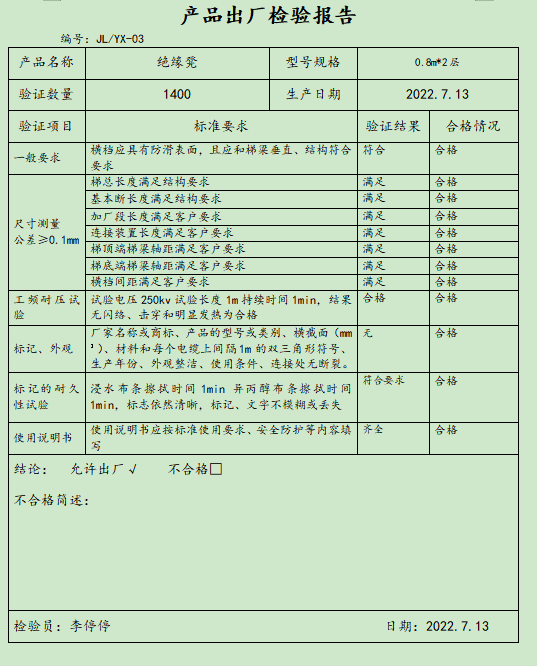 产品出厂检验报告
编号: JL/YX-03
产品名称 绝缘凳 型号规格 0.8m*2层
验证数量 1400 生产日期 2022.7.13
验证项目 标准要求 验证结果 合格情况
一般要求 横档应具有防滑表面，且应和梯梁垂直、结构符合 符合 合格
要求
尺寸测量
公差≥0.1mm
梯总长度满足结构要求 满足 合格
基本断长度满足结构要求 满足 合格
加厂段长度满足客户要求 满足 合格
连接装置长度满足客户要求 满足 合格
梯顶端梯梁轴距满足客户要求 满足 合格
梯底端梯梁轴距满足客户要求 满足 合格
横档间距满足客户要求 满足 合格
工频耐压试 试验电压250kv试验长度1m持续时间1min，结果 合格 合格
验 无闪络、击穿和明显发热为合格
标记、外观 厂家名称或商标、产品的型号或类别、横截面（mm 无 合格
²）、材料和每个电缆上间隔1m的双三角形符号、
生产年份、外观整洁、使用条件、连接处无断裂。
标记的耐久 浸水布条擦拭时间1min 异丙醇布条擦拭时间 符合要求 合格
性试验 1min，标志依然清晰，标记、文字不模糊或丢失
使用说明书 使用说明书应按标准使用要求、安全防护等内容填 齐全 合格
写
结论： 允许出厂√ 不合格□
不合格简述：
检验员：李停停 日期：2022.7.13